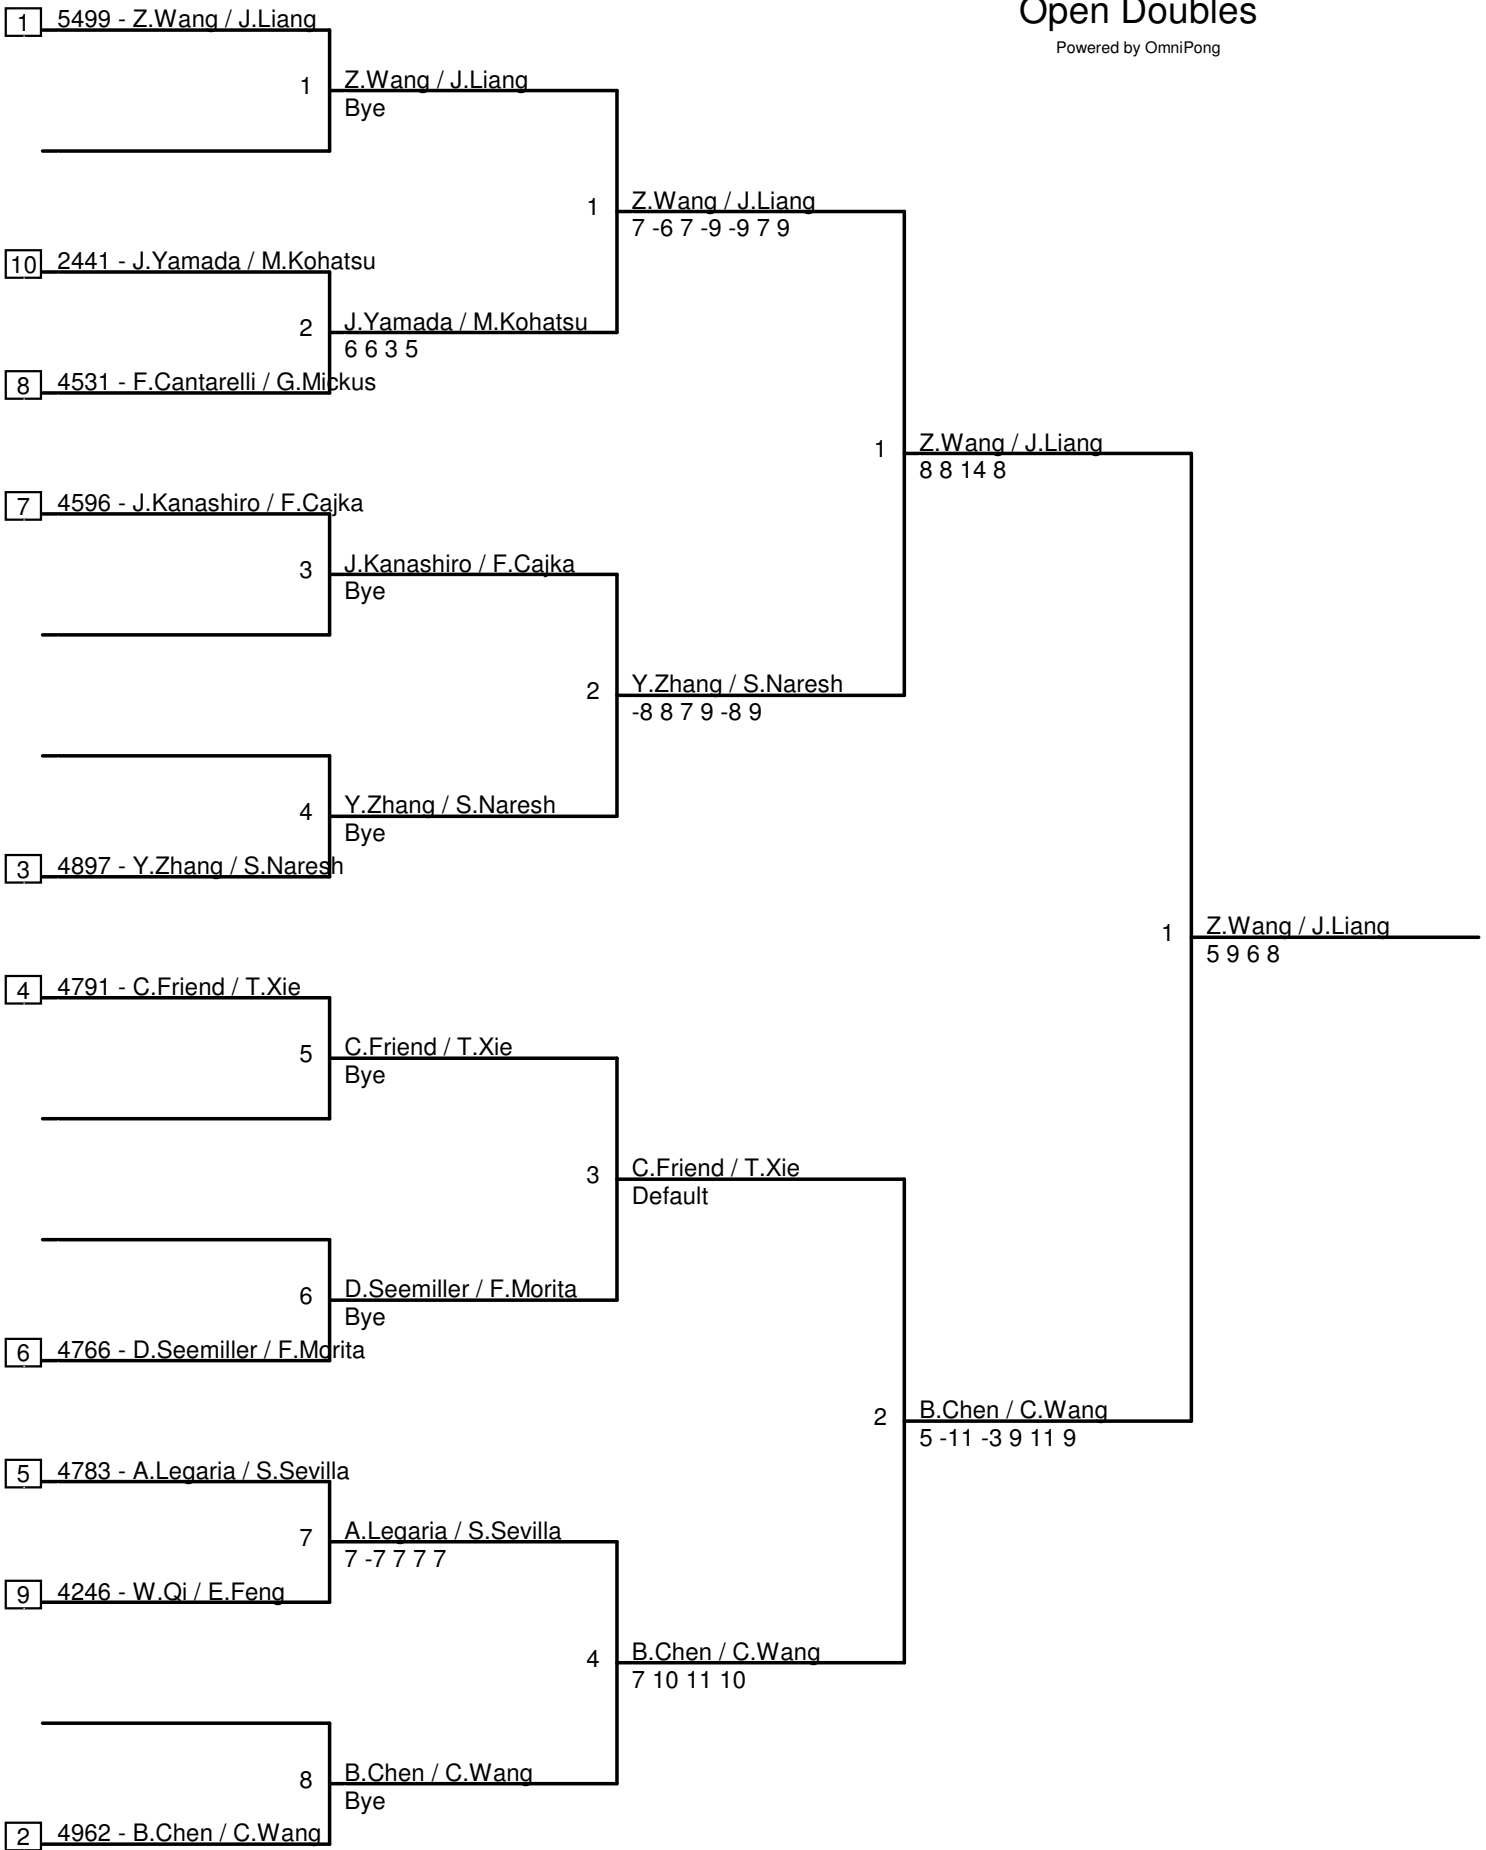 Open Doubles
Powered by OmniPong
1 5499 - Z.Wang / J.Liang
1 Z.Wang / J.Liang
Bye
1 Z.Wang / J.Liang
7 -6 7 -9 -9 7 9
10 2441 - J.Yamada / M.Kohatsu
2 J.Yamada / M.Kohatsu
6 6 3 5
8 4531 - F.Cantarelli / G.Mickus
1 Z.Wang / J.Liang
8 8 14 8
7 4596 - J.Kanashiro / F.Cajka
3 J.Kanashiro / F.Cajka
Bye
2 Y.Zhang / S.Naresh
-8 8 7 9 -8 9
4 Y.Zhang / S.Naresh
Bye
3 4897 - Y.Zhang / S.Naresh
1 Z.Wang / J.Liang
5 9 6 8
4 4791 - C.Friend / T.Xie
5 C.Friend / T.Xie
Bye
3 C.Friend / T.Xie
Default
6 D.Seemiller / F.Morita
Bye
6 4766 - D.Seemiller / F.Morita
2 B.Chen / C.Wang
5 -11 -3 9 11 9
5 4783 - A.Legaria / S.Sevilla
7 A.Legaria / S.Sevilla
7 -7 7 7 7
9 4246 - W.Qi / E.Feng
4 B.Chen / C.Wang
7 10 11 10
8 B.Chen / C.Wang
Bye
2 4962 - B.Chen / C.Wang